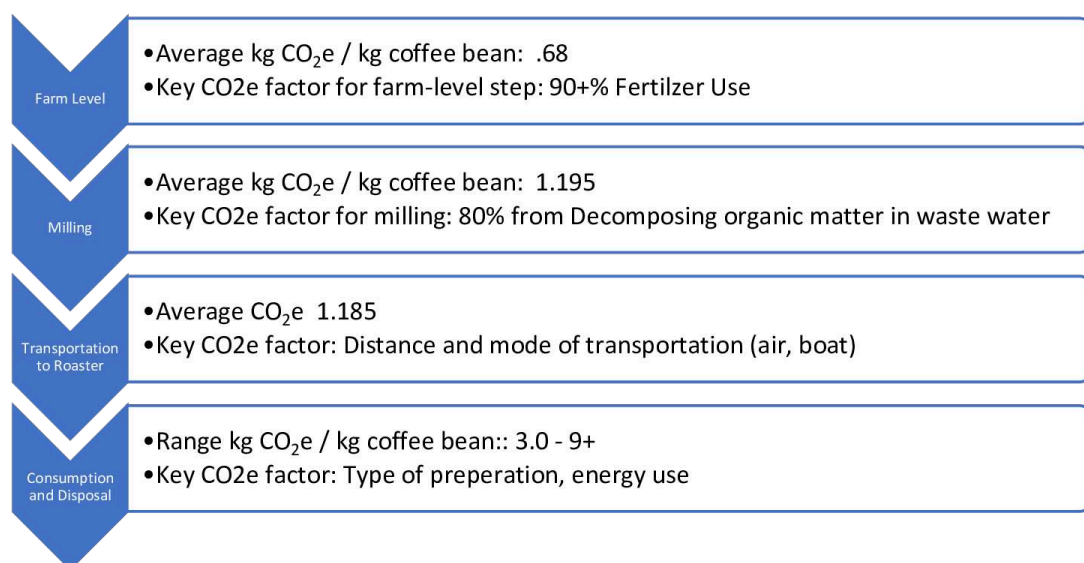 Farm Level
•Average kg CO₂e / kg coffee bean: .68
•Key CO2e factor for farm-level step: 90+% Fertilzer Use
Milling
•Average kg CO₂e / kg coffee bean: 1.195
•Key CO2e factor for milling: 80% from Decomposing organic matter in waste water
Transportation
to Roaster
•Average CO₂e 1.185
•Key CO2e factor: Distance and mode of transportation (air, boat)
Consumption
and Disposal
•Range kg CO₂e / kg coffee bean:: 3.0 - 9+
•Key CO2e factor: Type of preperation, energy use